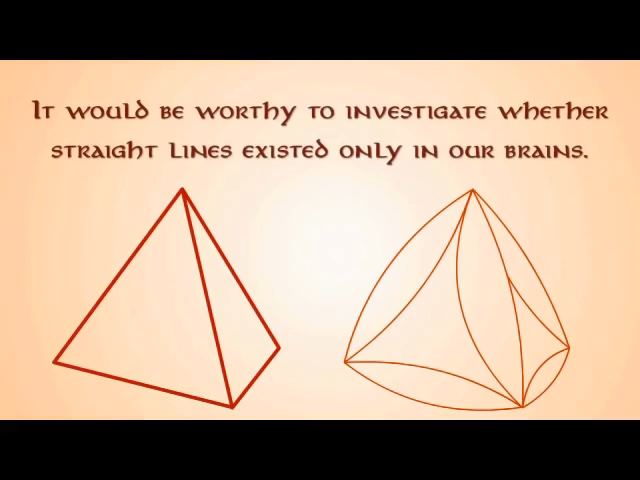 It would be worthy to investigate whether
straight lines existed only in our brains.